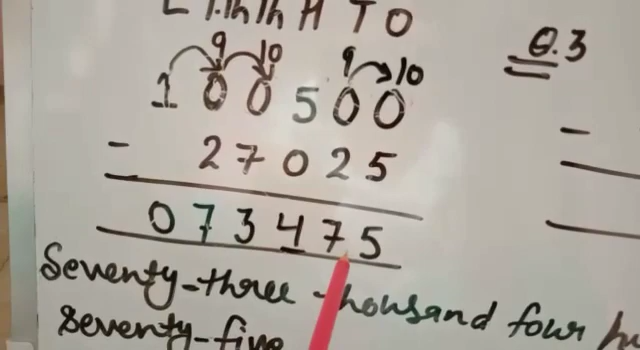 L T.Th Th H T O
9 10 9 10
1 0 0 5 0 0
- 2 7 0 2 5
0 7 3 4 7 5
Seventy-three thousand four
Seventy-five
Q.3
-